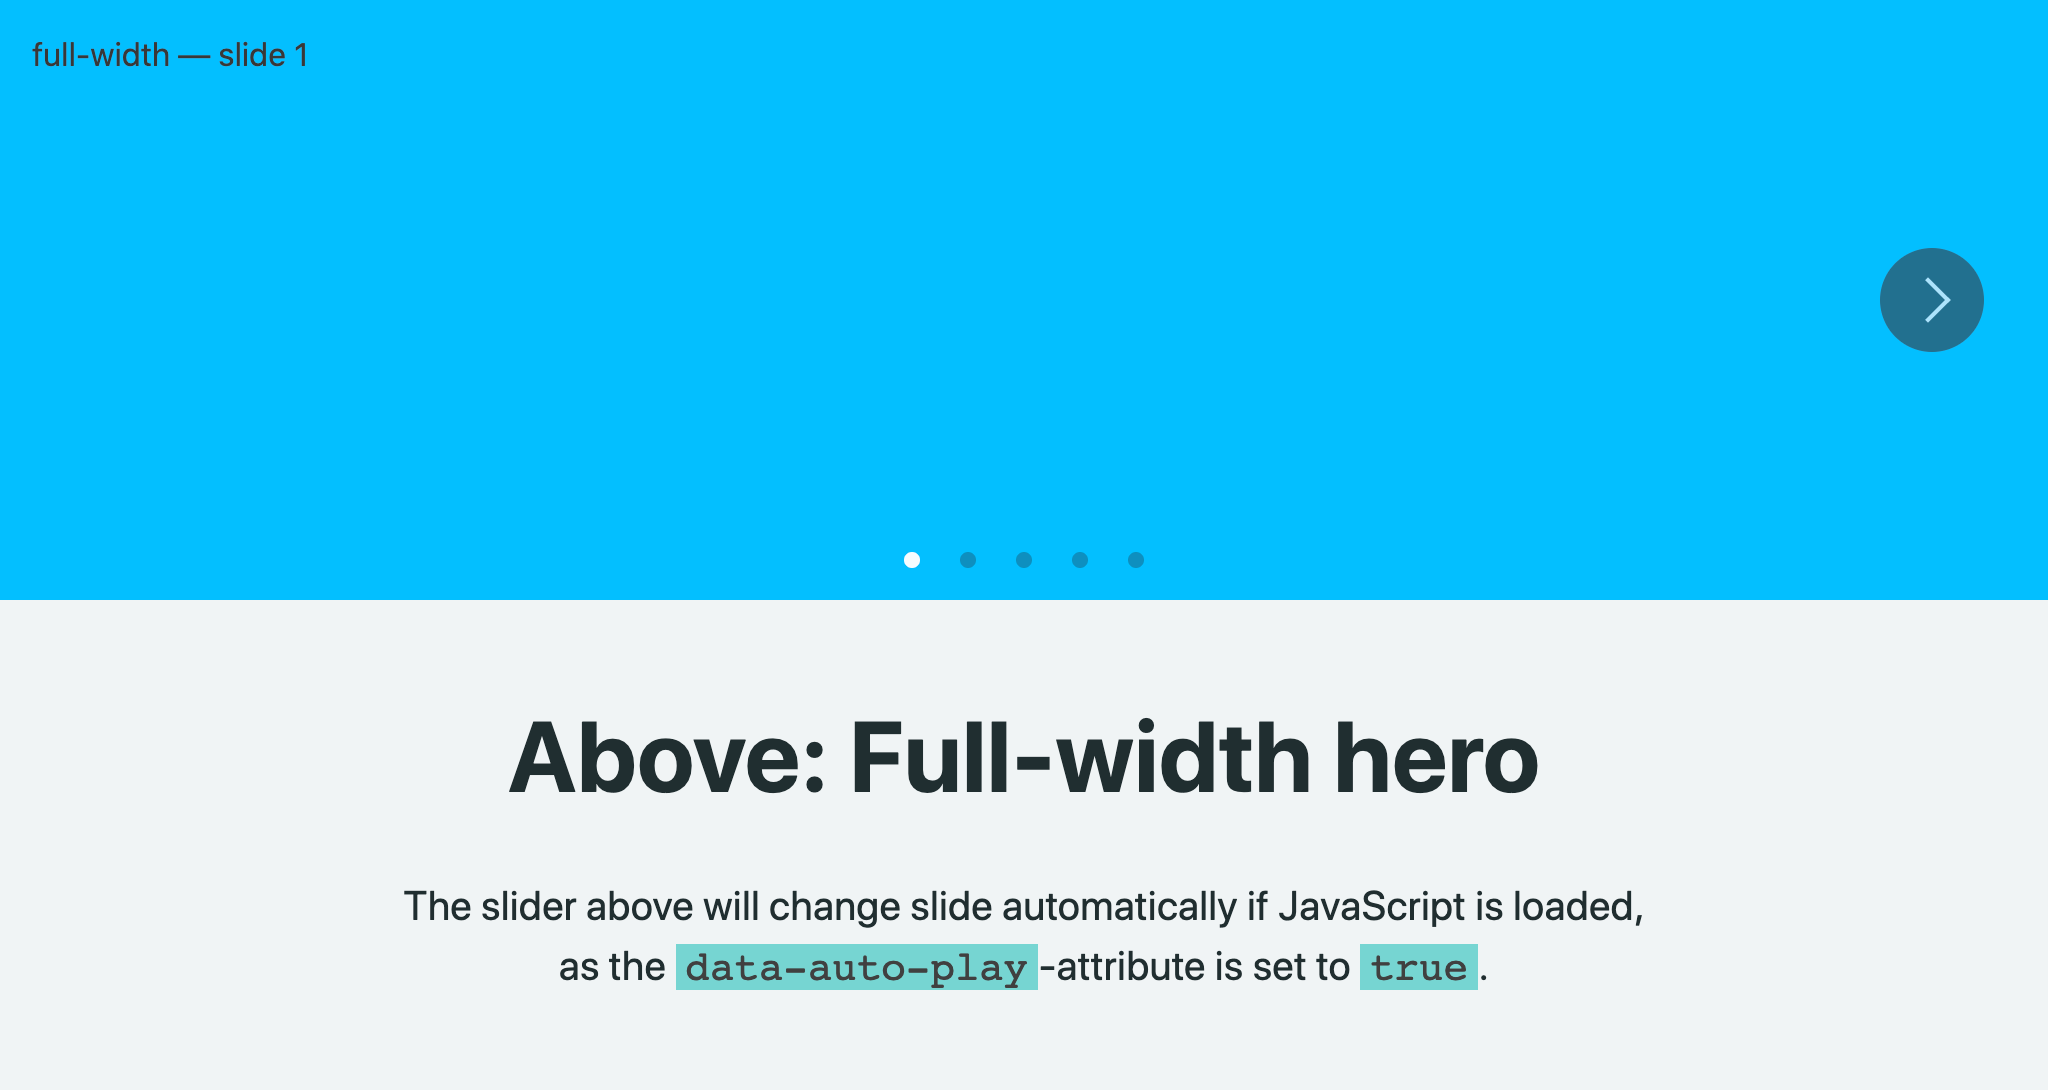 full-width — slide 1
Above: Full-width hero
The slider above will change slide automatically if JavaScript is loaded,
as the data-auto-play-attribute is set to true.